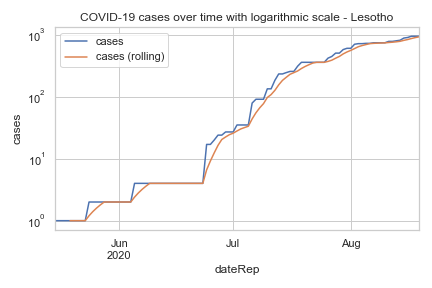 COVID-19 cases over time with logarithmic scale - Lesotho
cases
cases (rolling)
10³
10²
10¹
10⁰
cases
Jun
2020
Jul
Aug
dateRep